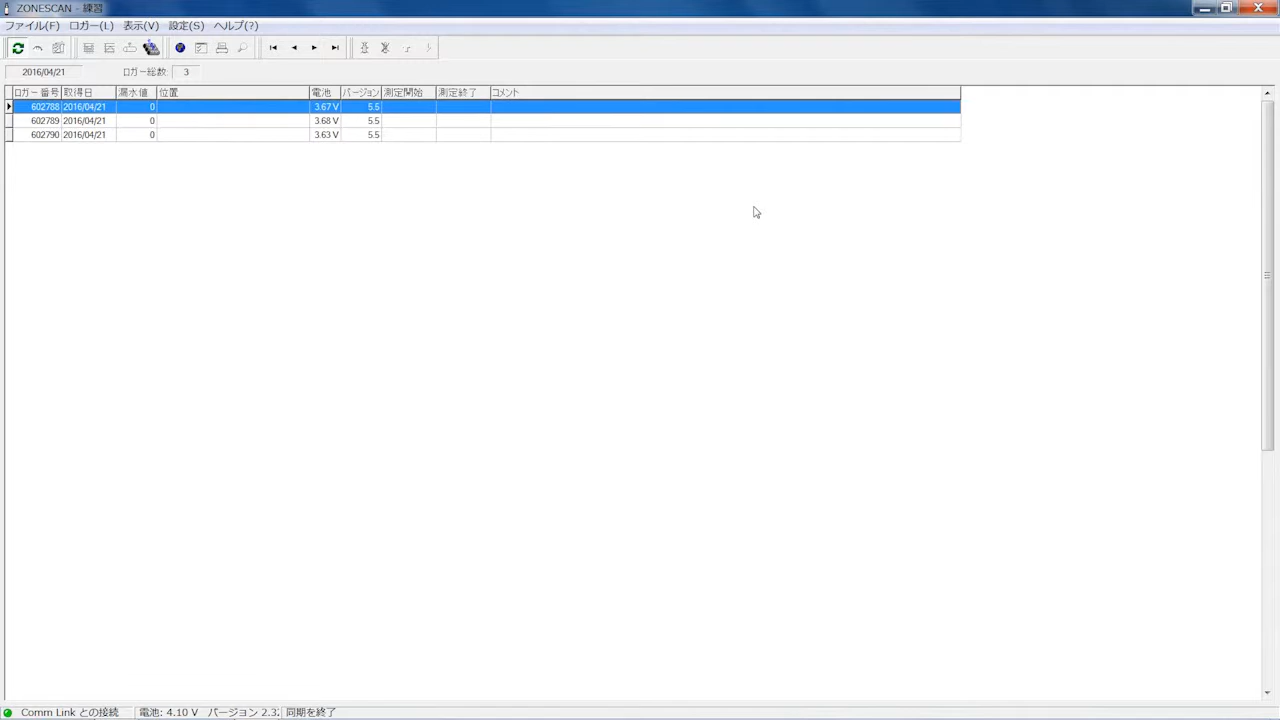 ZONESCAN - 練習
ファイル(F) ロガー(L) 表示(V) 設定(S) ヘルプ(?)
2016/04/21 ロガー総数: 3
ロガー番号 取得日 漏水値 位置 電池 バージョン 測定開始 測定終了 コメント
602788 2016/04/21 0 3.67 V 5.5
602789 2016/04/21 0 3.68 V 5.5
602790 2016/04/21 0 3.63 V 5.5
Comm Link との接続 電池: 4.10 V バージョン 2.3. 同期を終了